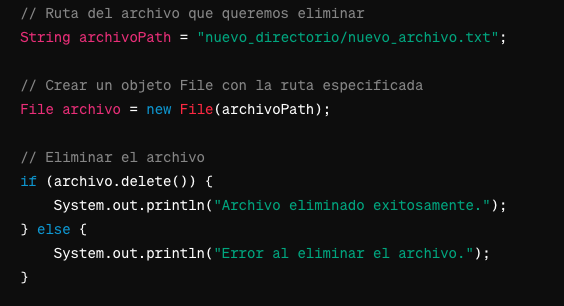 // Ruta del archivo que queremos eliminar
String archivoPath = "nuevo_directorio/nuevo_archivo.txt";
// Crear un objeto File con la ruta especificada
File archivo = new File(archivoPath);
// Eliminar el archivo
if (archivo.delete()) {
    System.out.println("Archivo eliminado exitosamente.");
} else {
    System.out.println("Error al eliminar el archivo.");
}